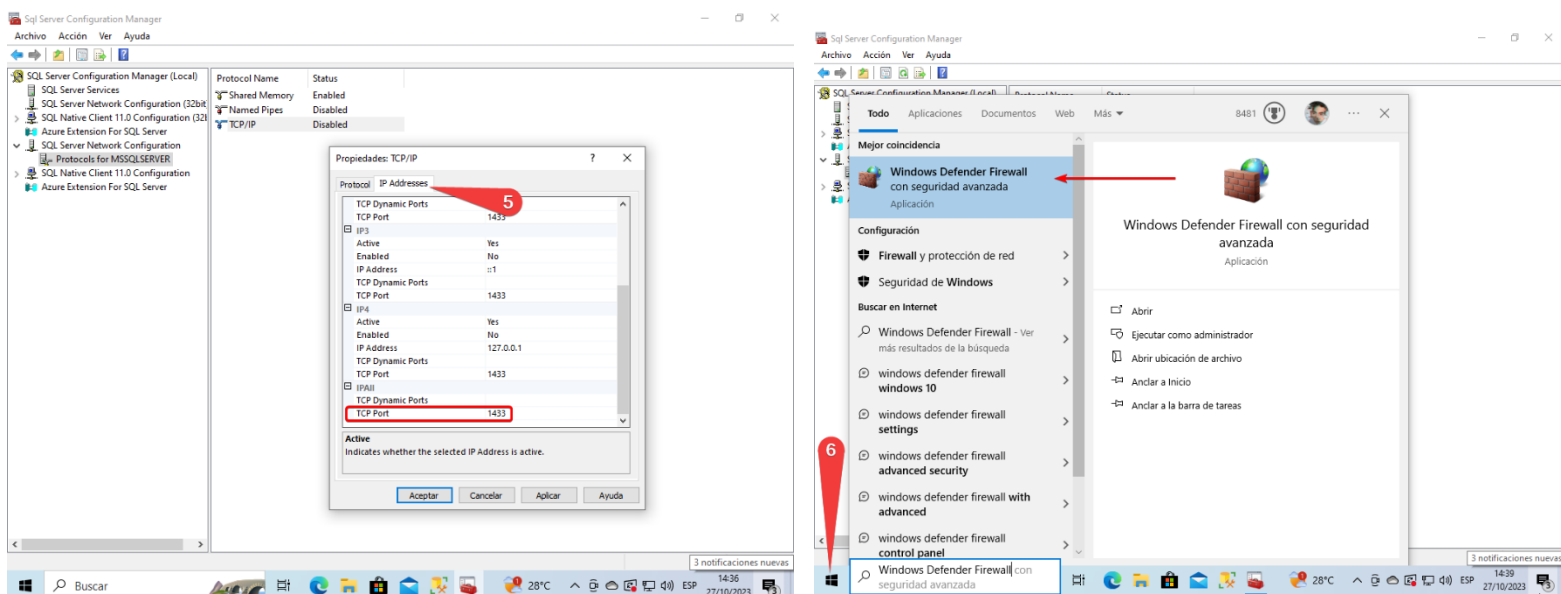 Sql Server Configuration Manager
Archivo Acción Ver Ayuda
SQL Server Configuration Manager (Local)
SQL Server Services
SQL Server Network Configuration (32bit
SQL Native Client 11.0 Configuration (32
Azure Extension For SQL Server
SQL Server Network Configuration
Protocols for MSSQLSERVER
SQL Native Client 11.0 Configuration
Azure Extension For SQL Server
Protocol Name Status
Shared Memory Enabled
Named Pipes Disabled
TCP/IP Disabled
Propiedades: TCP/IP ?
Protocol IP Addresses
5
TCP Dynamic Ports
TCP Port 1433
IP3
Active Yes
Enabled No
IP Address ::1
TCP Dynamic Ports
TCP Port 1433
IP4
Active Yes
Enabled No
IP Address 127.0.0.1
TCP Dynamic Ports
TCP Port 1433
IPAll
TCP Dynamic Ports
TCP Port 1433
Active
Indicates whether the selected IP Address is active.
Aceptar Cancelar Aplicar Ayuda
3 notificaciones nuevas
Buscar
28°C
ESP
14:36
27/10/2023
3
Sql Server Configuration Manager
Archivo Acción Ver Ayuda
SQL Server Configuration Manager (Local)
Protocol Name Status
Todo Aplicaciones Documentos Web Más
8481
Mejor coincidencia
Windows Defender Firewall
con seguridad avanzada
Aplicación
Configuración
Firewall y protección de red
Seguridad de Windows
Buscar en Internet
Windows Defender Firewall - Ver
más resultados de la búsqueda
windows defender firewall
windows 10
windows defender firewall
settings
windows defender firewall
advanced security
windows defender firewall with
advanced
windows defender firewall
control panel
Windows Defender Firewall con seguridad
avanzada
Aplicación
Abrir
Ejecutar como administrador
Abrir ubicación de archivo
Anclar a Inicio
Anclar a la barra de tareas
6
Windows Defender Firewall con
seguridad avanzada
3 notificaciones nuevas
28°C
ESP
14:39
27/10/2023
3